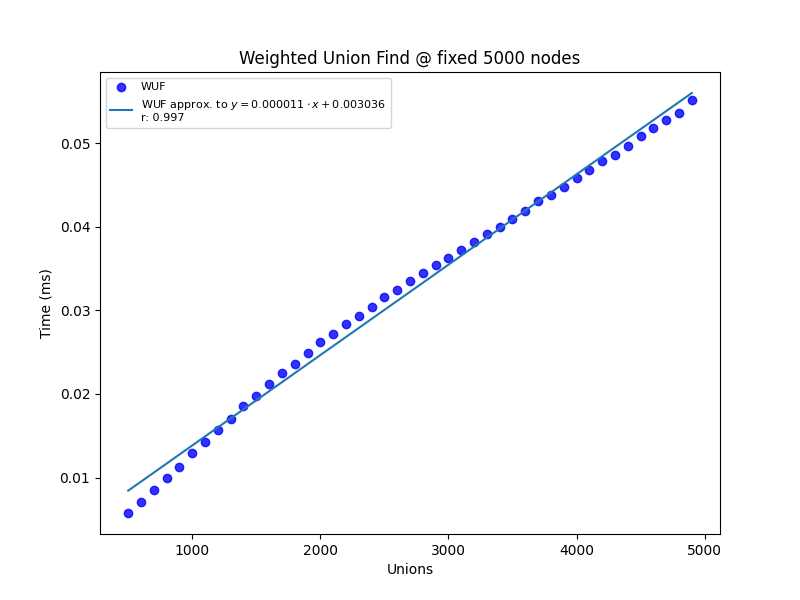 Weighted Union Find @ fixed 5000 nodes
WUF
WUF approx. to y = 0.000011 · x + 0.003036
r: 0.997
0.05
0.04
0.03
0.02
0.01
Time (ms)
1000 2000 3000 4000 5000
Unions